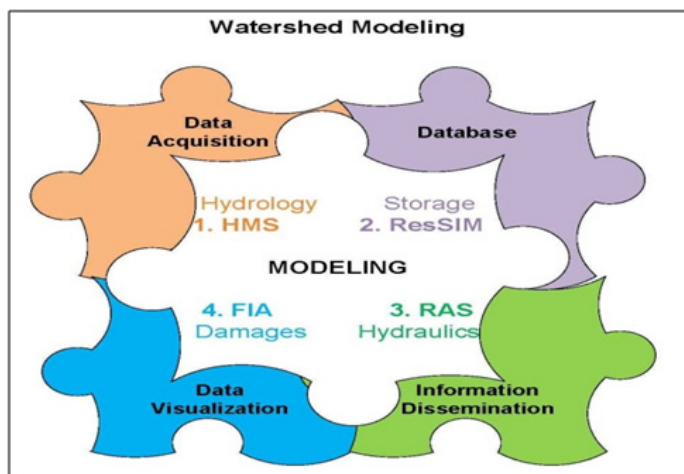 Watershed Modeling
Data
Acquisition
Database
Hydrology
1. HMS
Storage
2. ResSIM
MODELING
4. FIA
Damages
3. RAS
Hydraulics
Data
Visualization
Information
Dissemination